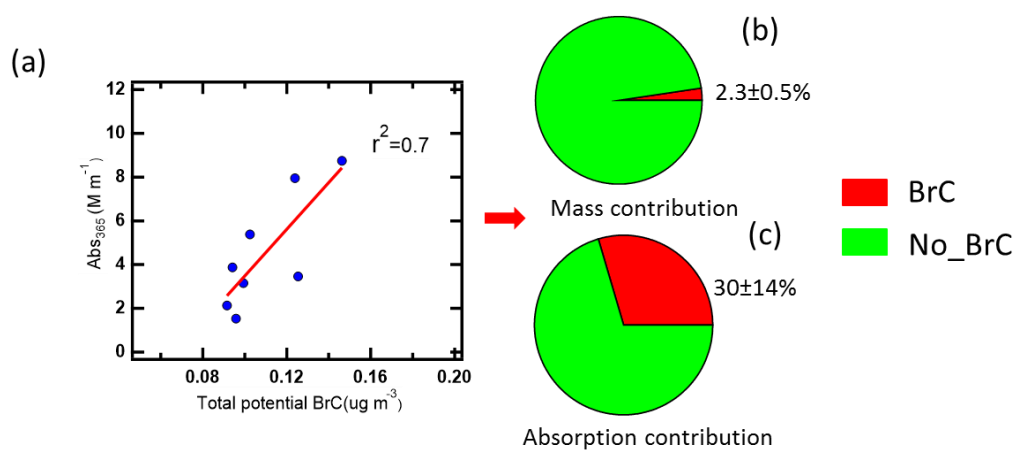 (a)
12
10
8
6
4
2
0
Abs365(M m-1)
r2=0.7
0.08 0.12 0.16 0.20
Total potential BrC(ug m-3)
(b)
2.3±0.5%
Mass contribution
(c)
30±14%
Absorption contribution
BrC
No_BrC